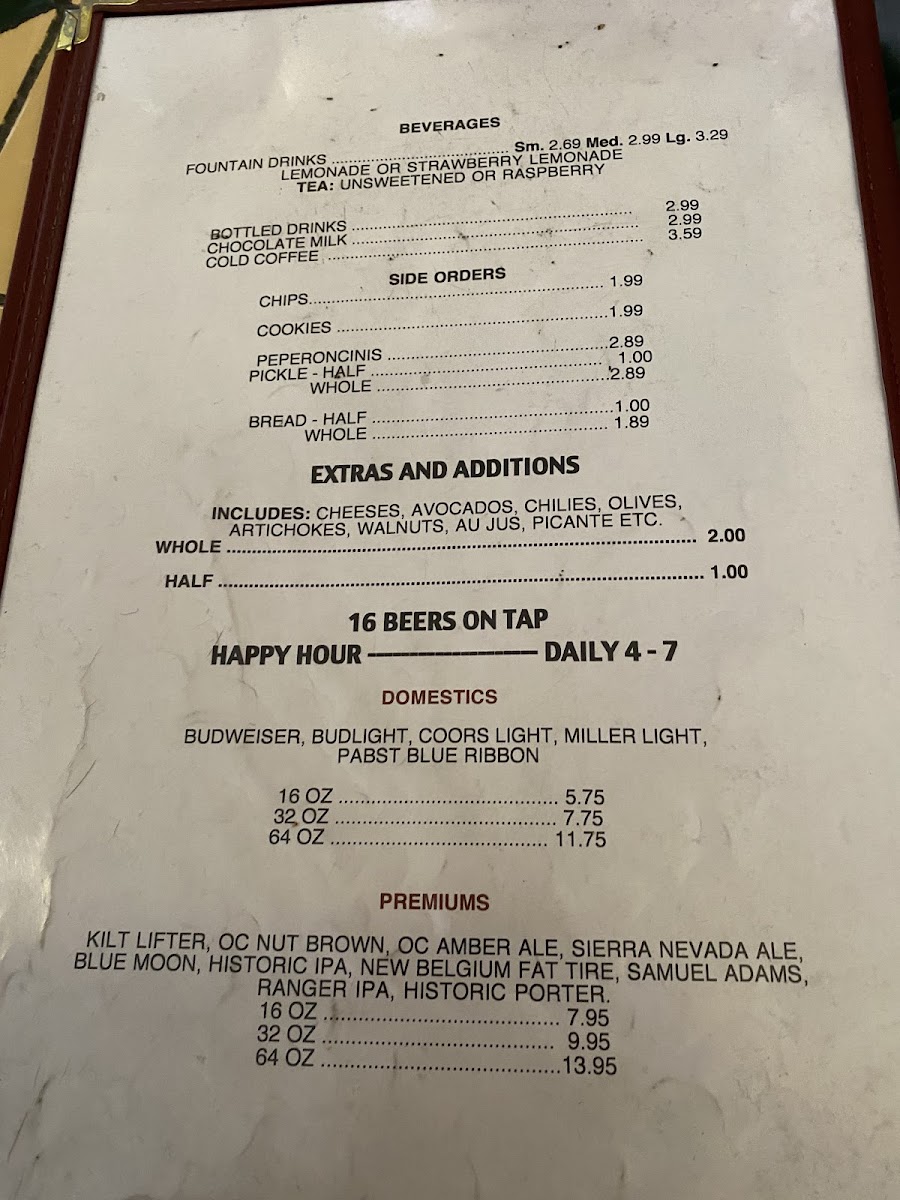 BEVERAGES
FOUNTAIN DRINKS ........................................ Sm. 2.69 Med. 2.99 Lg. 3.29
LEMONADE OR STRAWBERRY LEMONADE
TEA: UNSWEETENED OR RASPBERRY
BOTTLED DRINKS ................................................ 2.99
CHOCOLATE MILK ................................................ 2.99
COLD COFFEE ..................................................... 3.59
SIDE ORDERS
CHIPS..................................................... 1.99
COOKIES ................................................1.99
PEPERONCINIS .......................................2.89
PICKLE - HALF ........................................ 1.00
WHOLE .........................................2.89
BREAD - HALF ..........................................1.00
WHOLE .......................................... 1.89
EXTRAS AND ADDITIONS
INCLUDES: CHEESES, AVOCADOS, CHILIES, OLIVES,
ARTICHOKES, WALNUTS, AU JUS, PICANTE ETC.
WHOLE .................................................................................. 2.00
HALF .................................................................................... 1.00
16 BEERS ON TAP
HAPPY HOUR -------------------- DAILY 4 - 7
DOMESTICS
BUDWEISER, BUDLIGHT, COORS LIGHT, MILLER LIGHT,
PABST BLUE RIBBON
16 OZ ....................................... 5.75
32 OZ ....................................... 7.75
64 OZ ...................................... 11.75
PREMIUMS
KILT LIFTER, OC NUT BROWN, OC AMBER ALE, SIERRA NEVADA ALE,
BLUE MOON, HISTORIC IPA, NEW BELGIUM FAT TIRE, SAMUEL ADAMS,
RANGER IPA, HISTORIC PORTER.
16 OZ ......................................... 7.95
32 OZ ........................................ 9.95
64 OZ .........................................13.95